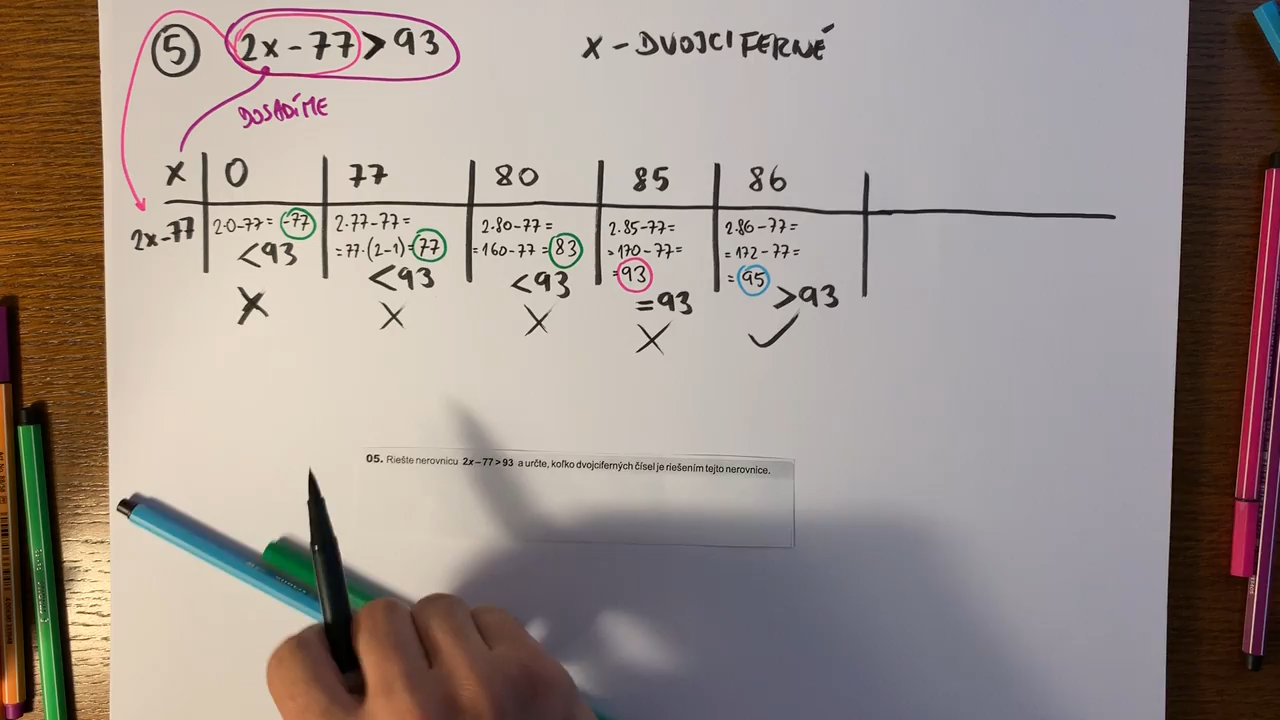 5 2x-77>93 x - DVOJCIFERNÉ
DOSADÍME
x 0 77 80 85 86
2x-77 2·0-77= -77 2·77-77= 2·80-77= 2·85-77= 2·86-77=
<93 =77·(2-1)=77 =160-77=83 =170-77= =172-77=
<93 <93 =93 =95
=93 >93
X X X X ✓
05. Riešte nerovnicu 2x-77>93 a určte, koľko dvojciferných čísel je riešením tejto nerovnice.